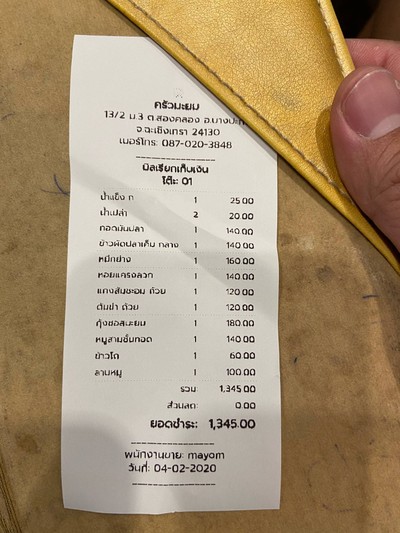 ครัวมะยม
13/2 ม.3 ต.สองคลอง อ.บางปะ
จ.ฉะเชิงเทรา 24130
เบอร์โทร: 087-020-3848
บิลเรียกเก็บเงิน
โต๊ะ: 01
น้ำแข็ง ก 1 25.00
น้ำเปล่า 2 20.00
ทอดมันปลา 1 140.00
ข้าวผัดปลาเค็ม กลาง 1 140.00
หมึกย่าง 1 160.00
หอยแครงลวก 1 140.00
แกงส้มชะอม ถ้วย 1 120.00
ต้มยำ ถ้วย 1 120.00
กุ้งซอสมะยม 1 180.00
หมูสามชั้นทอด 1 140.00
ข้าวโถ 1 60.00
ลาบหมู 1 100.00
รวม: 1,345.00
ส่วนลด: 0.00
ยอดชำระ: 1,345.00
พนักงานขาย: mayom
วันที่: 04-02-2020